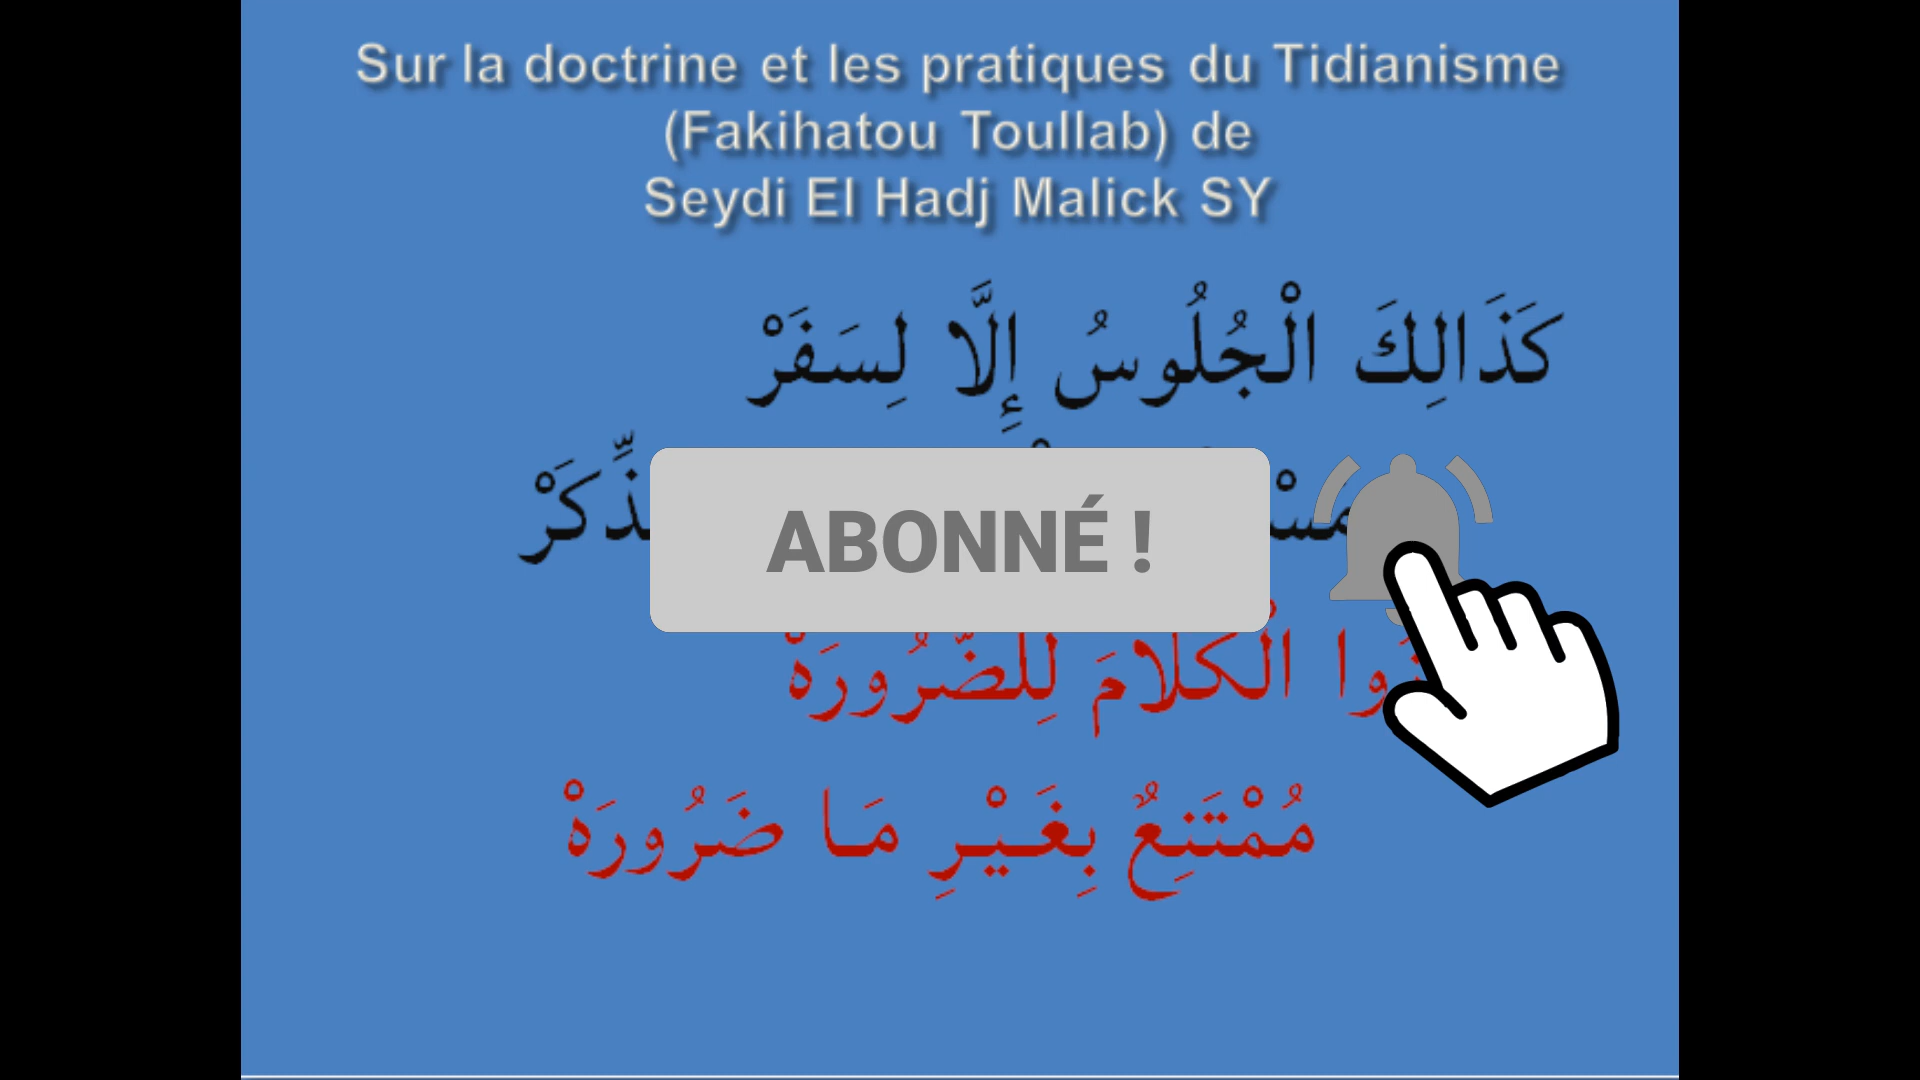 Sur la doctrine et les pratiques du Tidianisme
(Fakihatou Toullab) de
Seydi El Hadj Malick SY
كَذَالِكَ الْجُلُوسُ إِلَّا لِسَفَرْ
ABONNÉ !
الْكَلَامَ لِلضَّرُورَهْ
مُمْتَنِعٌ بِغَيْرِ مَا ضَرُورَهْ